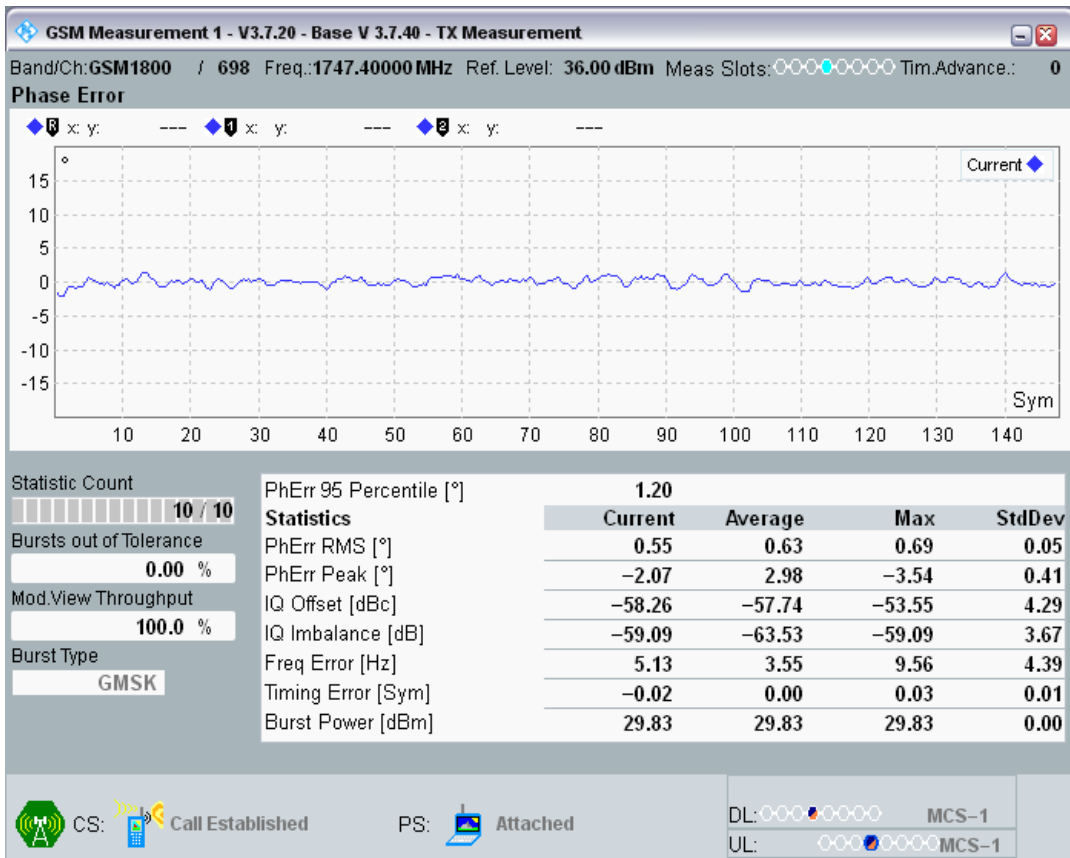 GSM Measurement 1 - V3.7.20 - Base V 3.7.40 - TX Measurement
Band/Ch:GSM1800 / 698 Freq.:1747.40000 MHz Ref. Level: 36.00 dBm Meas Slots: Tim.Advance.: 0
Phase Error
R x: y: --- 1 x: y: --- 2 x: y: ---
° Current
15
10
5
0
-5
-10
-15
Sym
10 20 30 40 50 60 70 80 90 100 110 120 130 140
Statistic Count
10 / 10
Bursts out of Tolerance
0.00 %
Mod.View Throughput
100.0 %
Burst Type
GMSK
PhErr 95 Percentile [°] 1.20
Statistics Current Average Max StdDev
PhErr RMS [°] 0.55 0.63 0.69 0.05
PhErr Peak [°] −2.07 2.98 −3.54 0.41
IQ Offset [dBc] −58.26 −57.74 −53.55 4.29
IQ Imbalance [dB] −59.09 −63.53 −59.09 3.67
Freq Error [Hz] 5.13 3.55 9.56 4.39
Timing Error [Sym] −0.02 0.00 0.03 0.01
Burst Power [dBm] 29.83 29.83 29.83 0.00
CS: Call Established PS: Attached
DL: MCS−1
UL: MCS−1